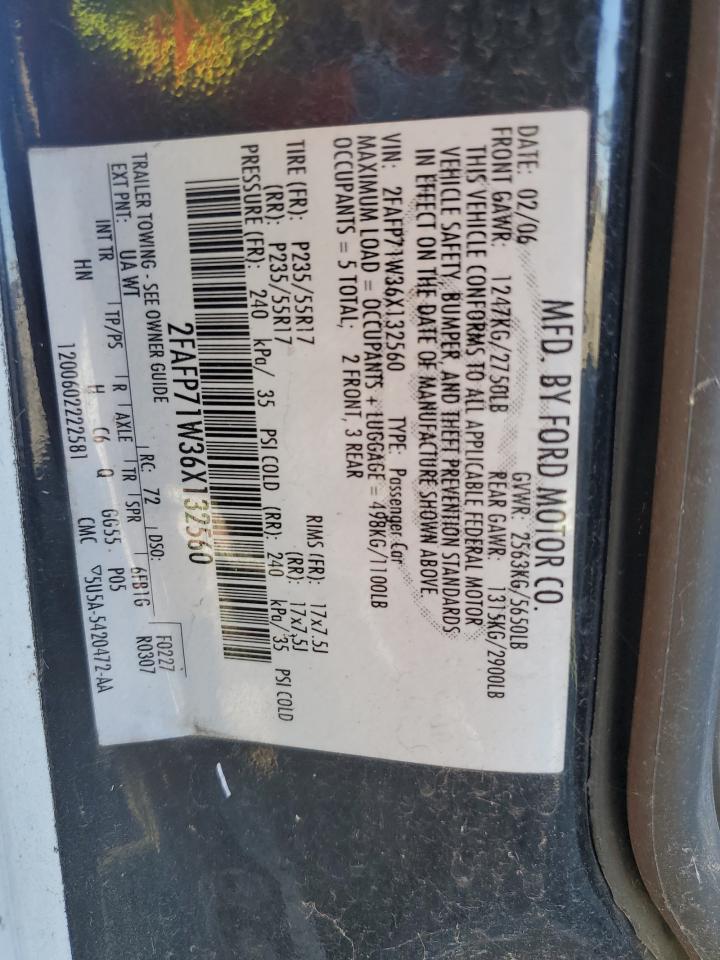 MFD. BY FORD MOTOR CO.
DATE: 02/06 GVWR: 2563KG/5650LB
FRONT GAWR: 1247KG/2750LB REAR GAWR: 1315KG/2900LB
THIS VEHICLE CONFORMS TO ALL APPLICABLE FEDERAL MOTOR
VEHICLE SAFETY, BUMPER, AND THEFT PREVENTION STANDARDS
IN EFFECT ON THE DATE OF MANUFACTURE SHOWN ABOVE.
VIN: 2FAFP71W36X132560 TYPE: Passenger Car
MAXIMUM LOAD = OCCUPANTS + LUGGAGE = 498KG/1100LB
OCCUPANTS = 5 TOTAL; 2 FRONT, 3 REAR
TIRE (FR): P235/55R17 RIMS (FR): 17x7.5J
(RR): P235/55R17 (RR): 17x7.5J
PRESSURE (FR): 240 kPa/ 35 PSI COLD (RR): 240 kPa/35 PSI COLD
2FAFP71W36X132560
TRAILER TOWING - SEE OWNER GUIDE F0227
EXT PNT: UA WT RC: 72 DSO: 6FB1G R0307
INT TR TP/PS R AXLE TR SPR
HN H C6 Q GG55 P05
1200602222581 CMC ▽5U5A-5420472-AA